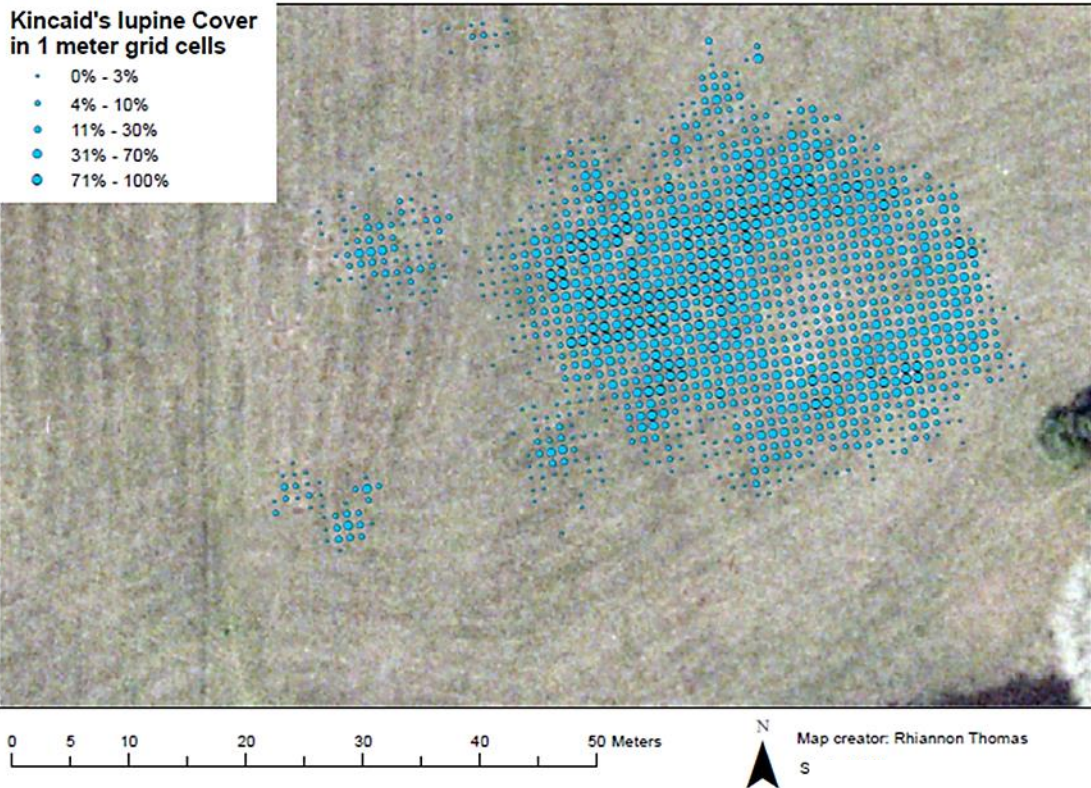 Kincaid's lupine Cover
in 1 meter grid cells
0% - 3%
4% - 10%
11% - 30%
31% - 70%
71% - 100%
0 5 10 20 30 40 50 Meters
N
Map creator: Rhiannon Thomas
S